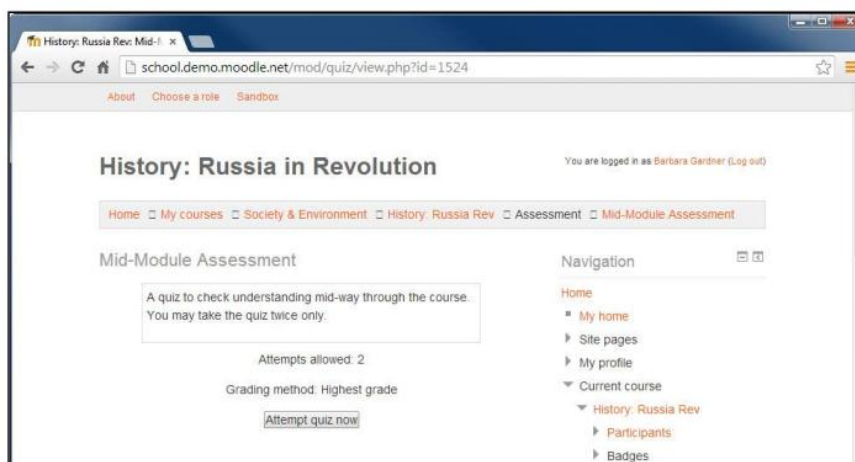 History: Russia Rev: Mid-M
school.demo.moodle.net/mod/quiz/view.php?id=1524
About Choose a role Sandbox
History: Russia in Revolution
You are logged in as Barbara Gardner (Log out)
Home My courses Society & Environment History: Russia Rev Assessment Mid-Module Assessment
Mid-Module Assessment
A quiz to check understanding mid-way through the course.
You may take the quiz twice only.
Attempts allowed: 2
Grading method: Highest grade
Attempt quiz now
Navigation
Home
My home
Site pages
My profile
Current course
History: Russia Rev
Participants
Badges